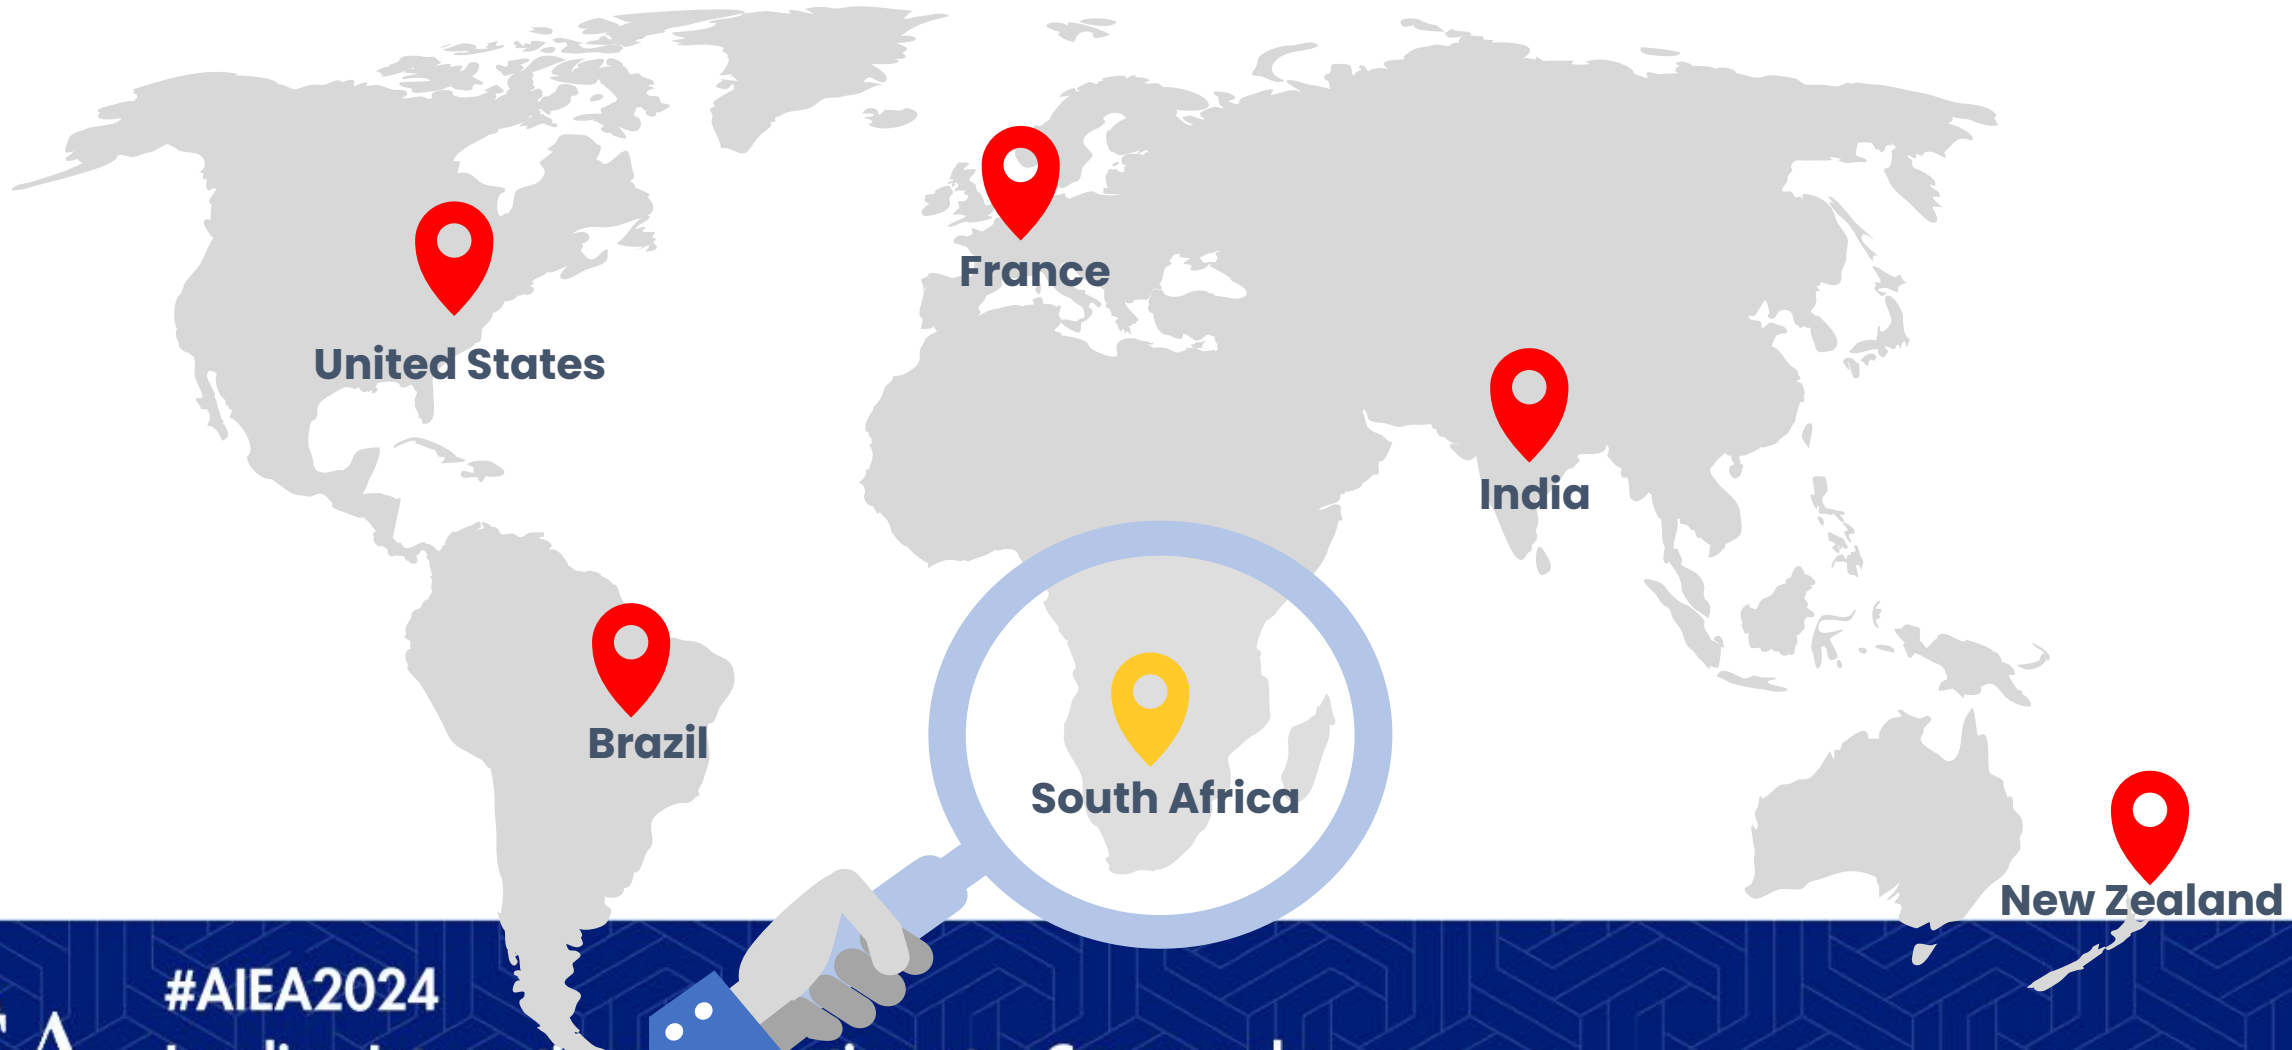 France
United States
India
Brazil
South Africa
New Zealand
#AIEA2024